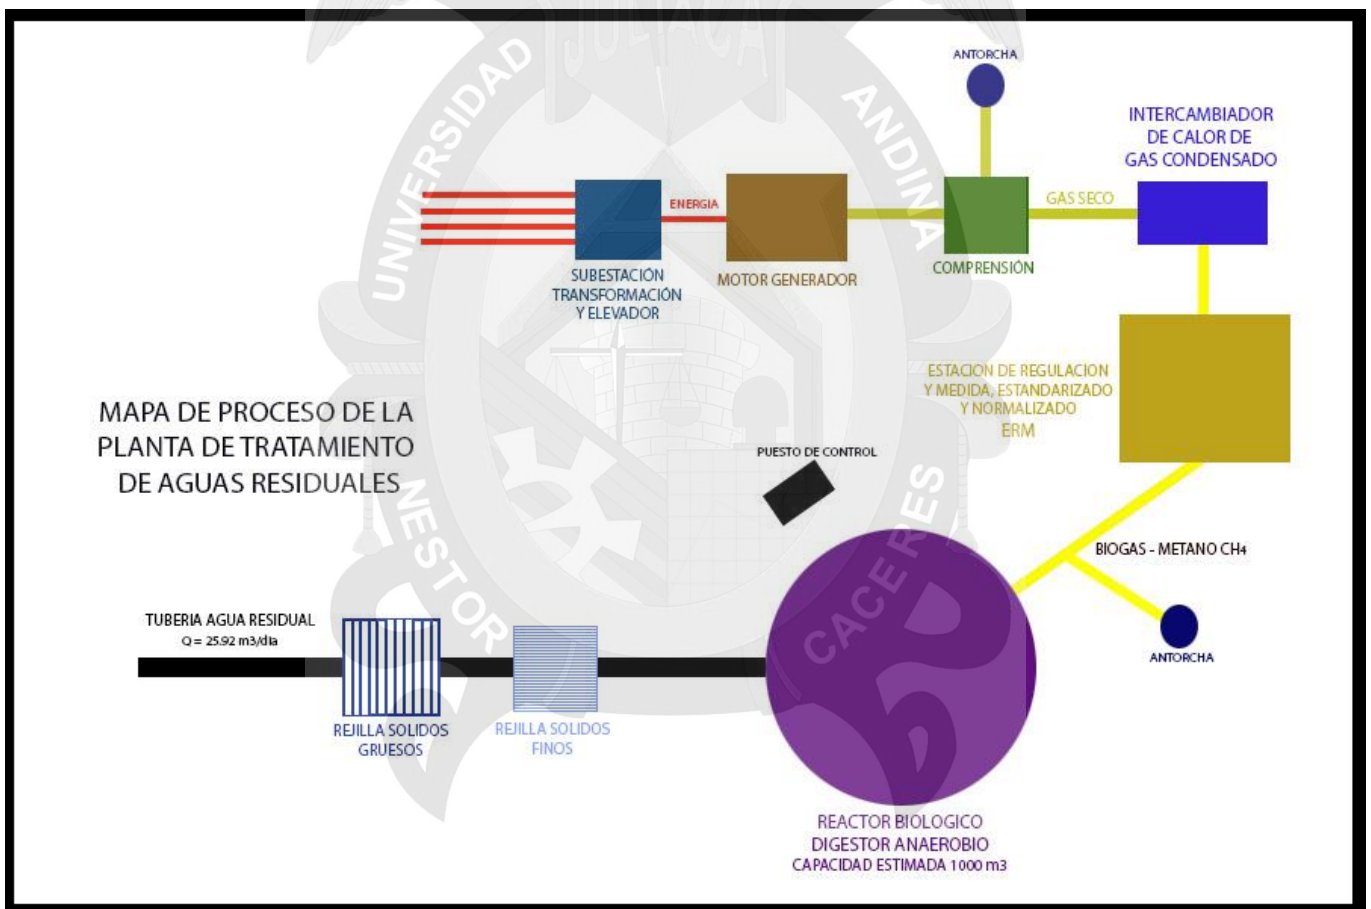 JULIACA
UNIVERSIDAD
ANDINA
NESTOR
CACERES
ANTORCHA
INTERCAMBIADOR
DE CALOR DE
GAS CONDENSADO
GAS SECO
ENERGIA
COMPRENSIÓN
MOTOR GENERADOR
SUBESTACIÓN
TRANSFORMACIÓN
Y ELEVADOR
ESTACION DE REGULACION
Y MEDIDA, ESTANDARIZADO
Y NORMALIZADO
ERM
MAPA DE PROCESO DE LA
PLANTA DE TRATAMIENTO
DE AGUAS RESIDUALES
PUESTO DE CONTROL
BIOGAS - METANO CH4
TUBERIA AGUA RESIDUAL
Q = 25.92 m3/dia
ANTORCHA
REJILLA SOLIDOS
GRUESOS
REJILLA SOLIDOS
FINOS
REACTOR BIOLOGICO
DIGESTOR ANAEROBIO
CAPACIDAD ESTIMADA 1000 m3